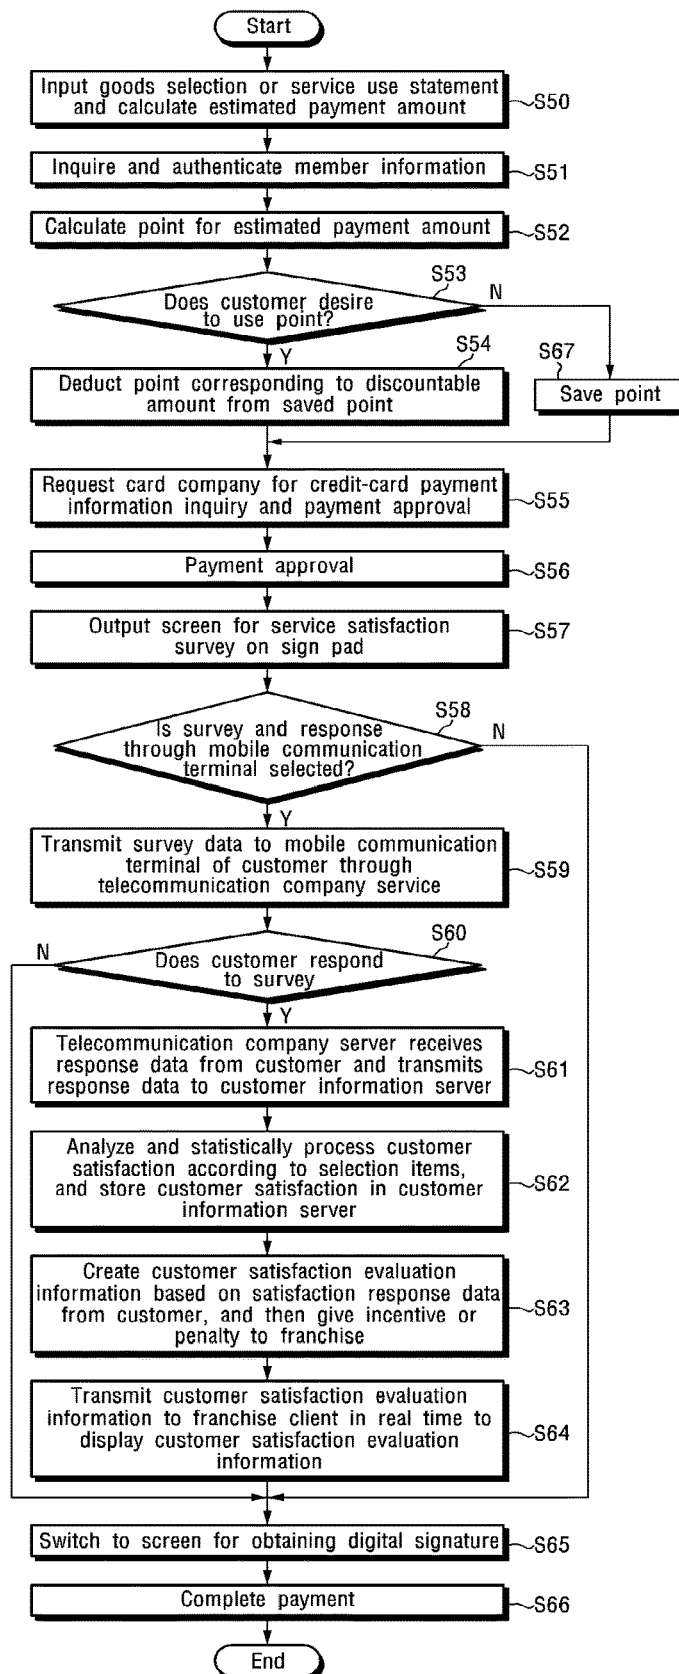 Start
Input goods selection or service use statement
and calculate estimated payment amount
S50
Inquire and authenticate member information
S51
Calculate point for estimated payment amount
S52
S53
Does customer desire
to use point?
N
Y
S54
Deduct point corresponding to discountable
amount from saved point
S67
Save point
Request card company for credit-card payment
information inquiry and payment approval
S55
Payment approval
S56
Output screen for service satisfaction
survey on sign pad
S57
S58
Is survey and response
through mobile communication
terminal selected?
N
Y
Transmit survey data to mobile communication
terminal of customer through
telecommunication company service
S59
S60
N
Does customer respond
to survey
Y
Telecommunication company server receives
response data from customer and transmits
response data to customer information server
S61
Analyze and statistically process customer
satisfaction according to selection items,
and store customer satisfaction in customer
information server
S62
Create customer satisfaction evaluation
information based on satisfaction response data
from customer, and then give incentive or
penalty to franchise
S63
Transmit customer satisfaction evaluation
information to franchise client in real time to
display customer satisfaction evaluation
information
S64
Switch to screen for obtaining digital signature
S65
Complete payment
S66
End